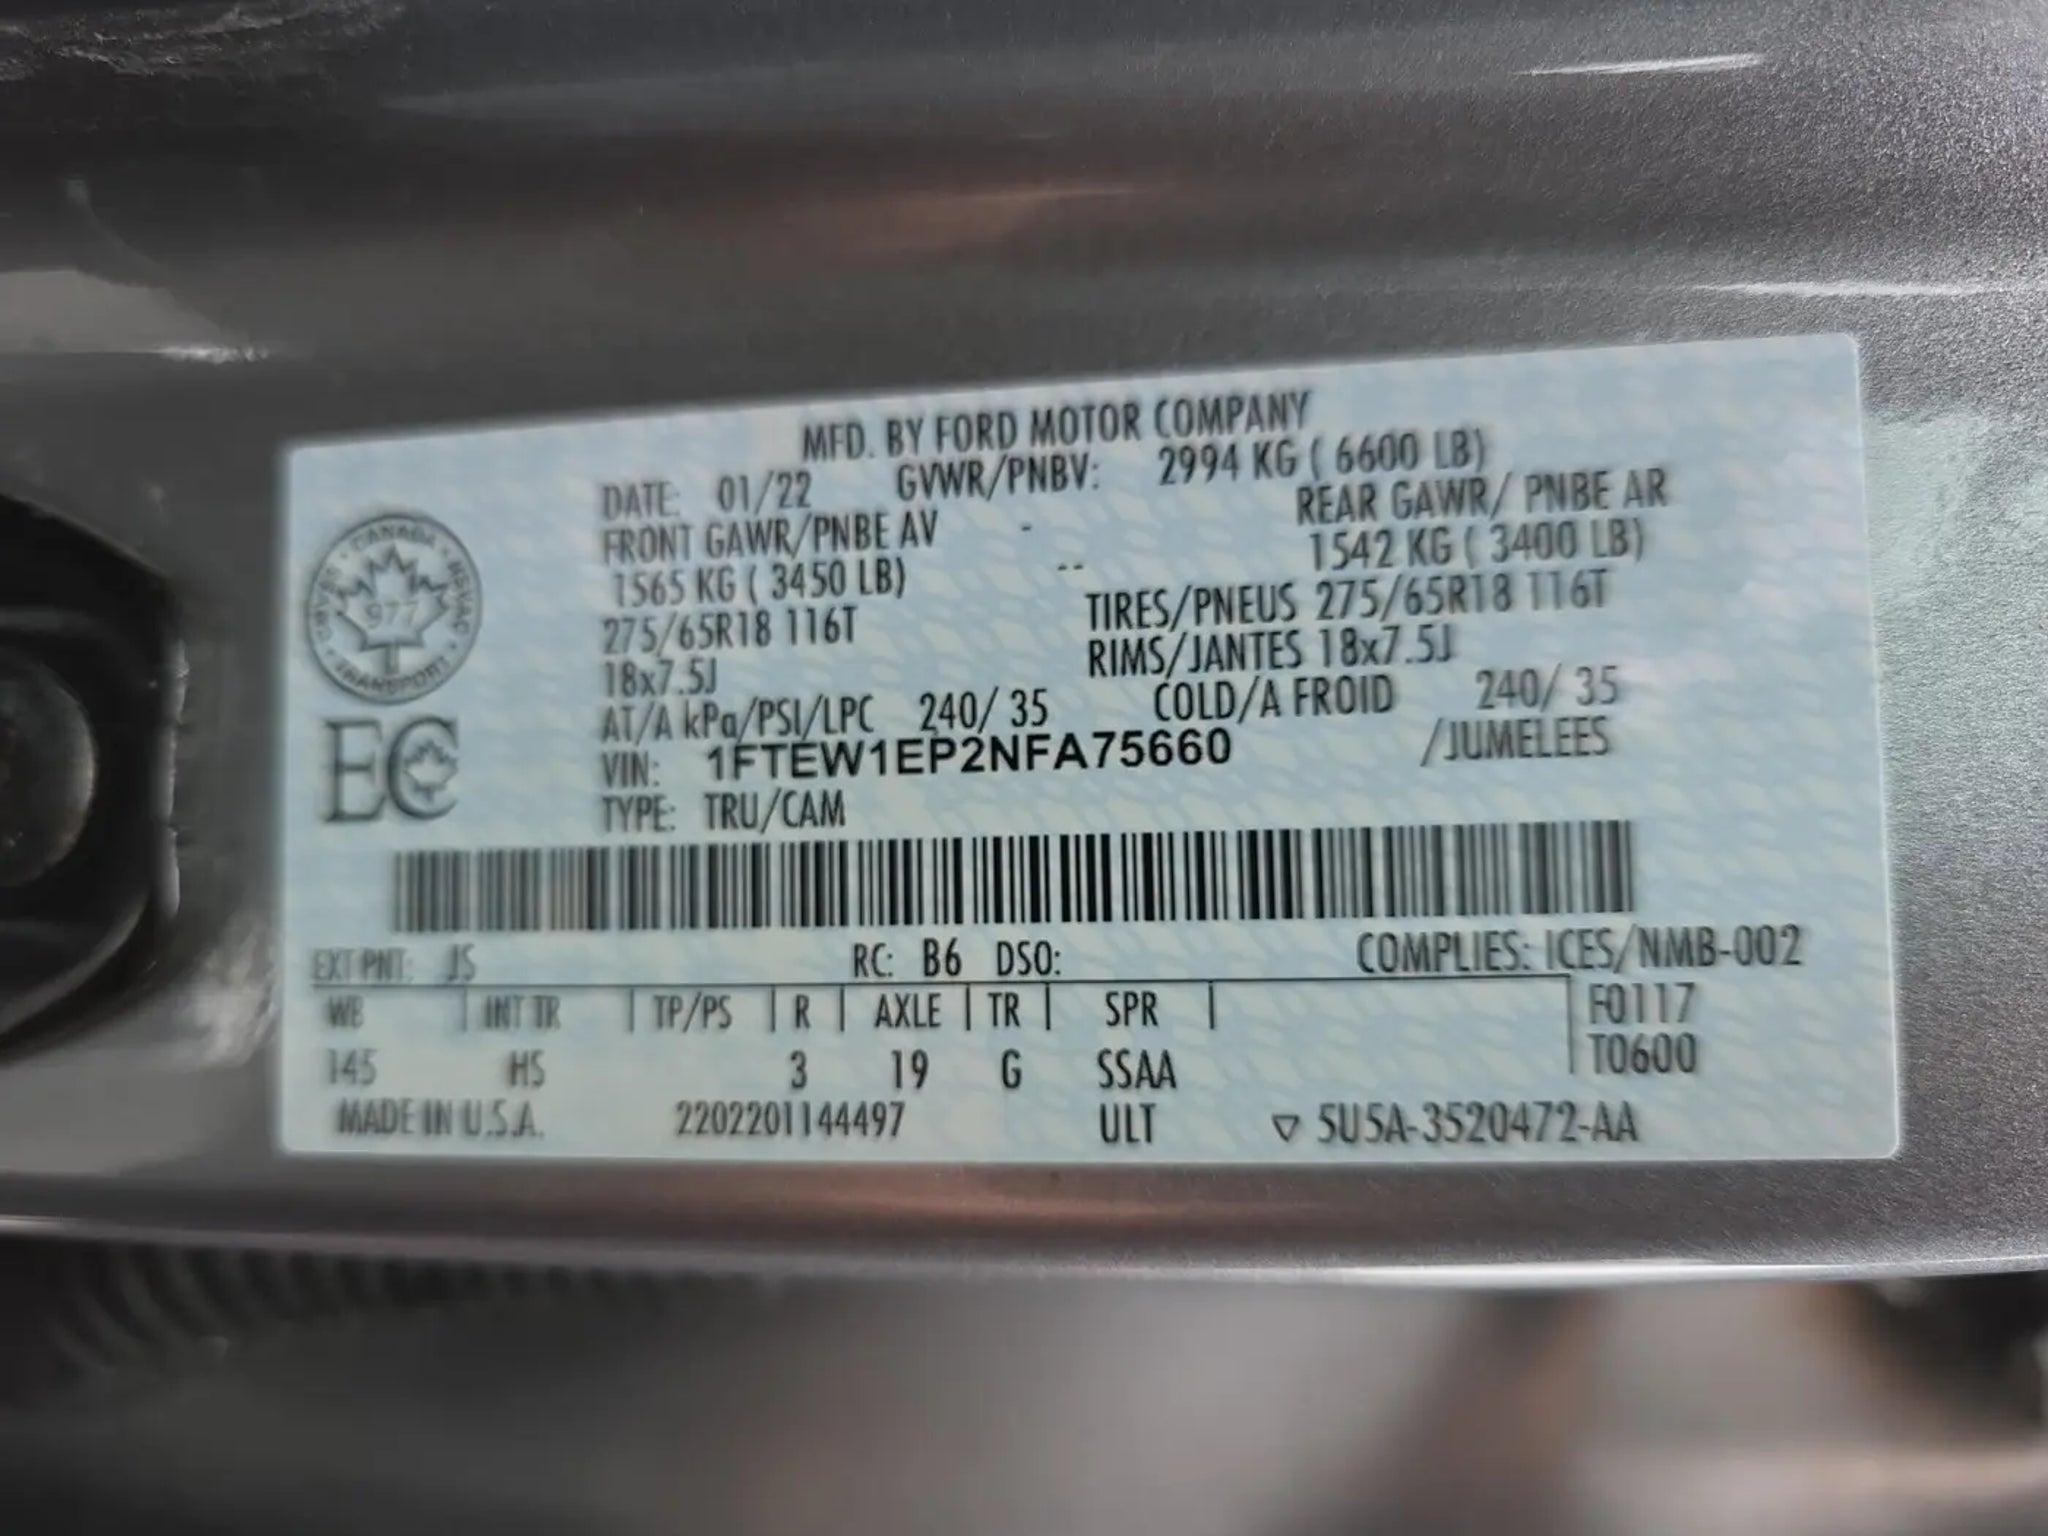 MFD. BY FORD MOTOR COMPANY
DATE: 01/22 GVWR/PNBV: 2994 KG ( 6600 LB)
FRONT GAWR/PNBE AV - REAR GAWR/ PNBE AR
1565 KG ( 3450 LB) -- 1542 KG ( 3400 LB)
275/65R18 116T TIRES/PNEUS 275/65R18 116T
18x7.5J RIMS/JANTES 18x7.5J
AT/A kPa/PSI/LPC 240/ 35 COLD/A FROID 240/ 35
VIN: 1FTEW1EP2NFA75660 /JUMELEES
TYPE: TRU/CAM
CANADA
977
TRANSPORT
EC
EXT PNT: JS RC: B6 DSO: COMPLIES: ICES/NMB-002
WB | INT TR | TP/PS | R | AXLE | TR | SPR | F0117
145 HS 3 19 G SSAA T0600
MADE IN U.S.A. 2202201144497 ULT ▽ 5U5A-3520472-AA